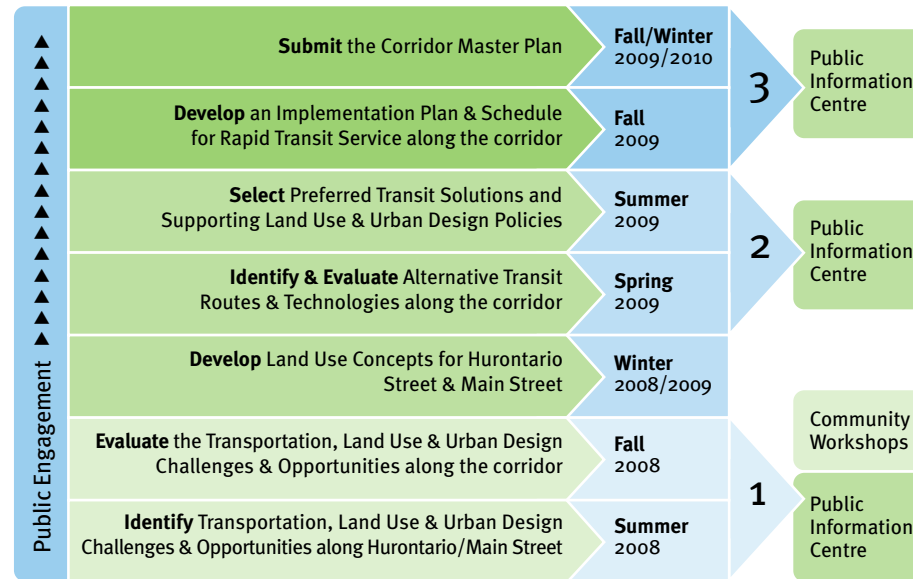 Submit the Corridor Master Plan
Fall/Winter
2009/2010
Develop an Implementation Plan & Schedule
for Rapid Transit Service along the corridor
Fall
2009
3
Public
Information
Centre
Select Preferred Transit Solutions and
Supporting Land Use & Urban Design Policies
Summer
2009
Identify & Evaluate Alternative Transit
Routes & Technologies along the corridor
Spring
2009
2
Public
Information
Centre
Develop Land Use Concepts for Hurontario
Street & Main Street
Winter
2008/2009
Evaluate the Transportation, Land Use & Urban Design
Challenges & Opportunities along the corridor
Fall
2008
Identify Transportation, Land Use & Urban Design
Challenges & Opportunities along Hurontario/Main Street
Summer
2008
1
Community
Workshops
Public
Information
Centre
Public Engagement